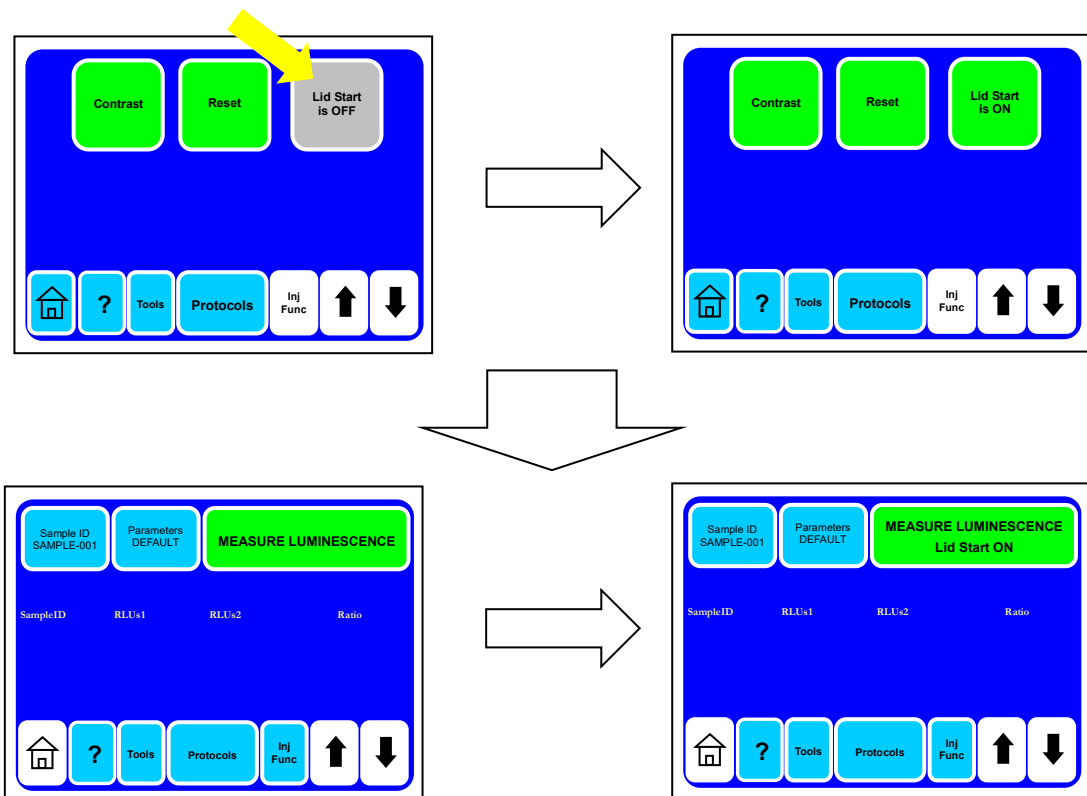 Contrast
Reset
Lid Start
is OFF
?
Tools
Protocols
Inj
Func
Contrast
Reset
Lid Start
is ON
?
Tools
Protocols
Inj
Func
Sample ID
SAMPLE-001
Parameters
DEFAULT
MEASURE LUMINESCENCE
SampleID RLUs1 RLUs2 Ratio
?
Tools
Protocols
Inj
Func
Sample ID
SAMPLE-001
Parameters
DEFAULT
MEASURE LUMINESCENCE
Lid Start ON
SampleID RLUs1 RLUs2 Ratio
?
Tools
Protocols
Inj
Func